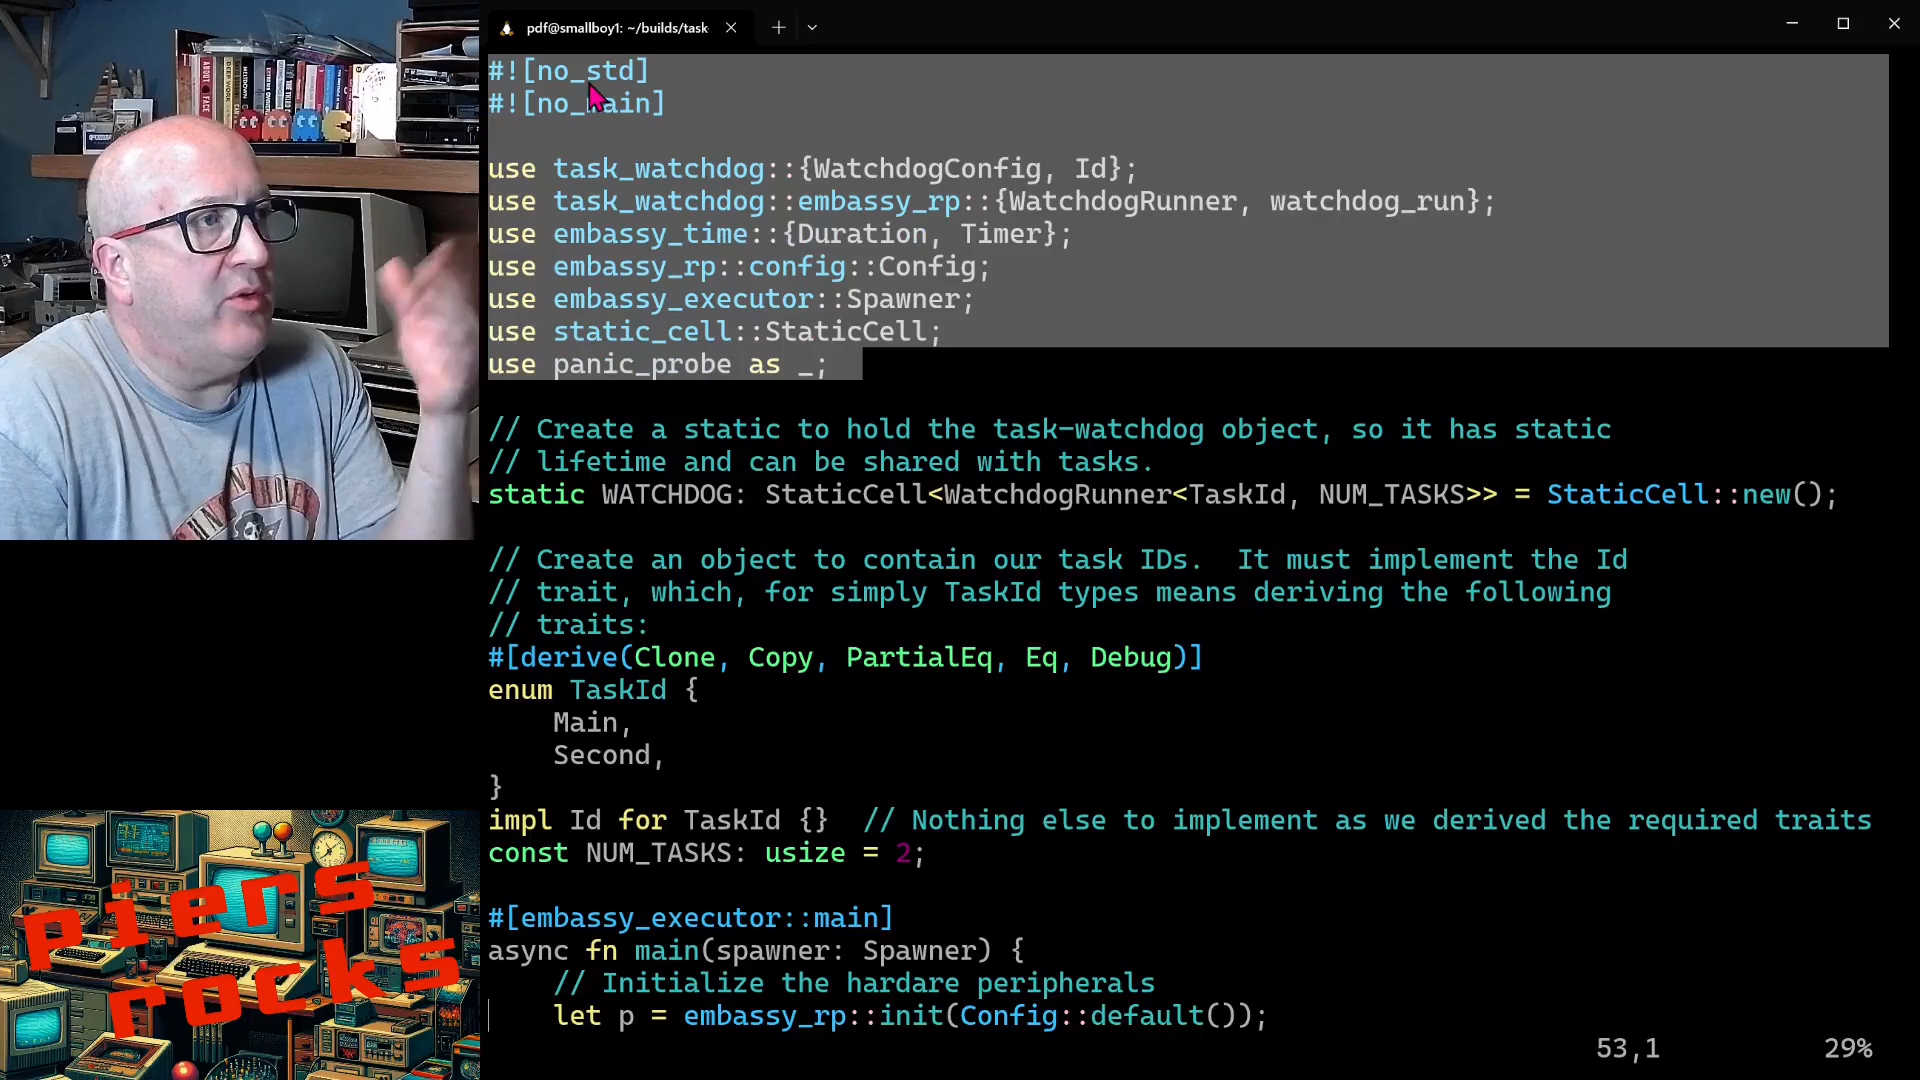 pdf@smallboy1: ~/builds/task
#![no_std]
#![no_main]
use task_watchdog::{WatchdogConfig, Id};
use task_watchdog::embassy_rp::{WatchdogRunner, watchdog_run};
use embassy_time::{Duration, Timer};
use embassy_rp::config::Config;
use embassy_executor::Spawner;
use static_cell::StaticCell;
use panic_probe as _;
// Create a static to hold the task-watchdog object, so it has static
// lifetime and can be shared with tasks.
static WATCHDOG: StaticCell<WatchdogRunner<TaskId, NUM_TASKS>> = StaticCell::new();
// Create an object to contain our task IDs.  It must implement the Id
// trait, which, for simply TaskId types means deriving the following
// traits:
#[derive(Clone, Copy, PartialEq, Eq, Debug)]
enum TaskId {
    Main,
    Second,
}
impl Id for TaskId {}  // Nothing else to implement as we derived the required traits
const NUM_TASKS: usize = 2;
#[embassy_executor::main]
async fn main(spawner: Spawner) {
    // Initialize the hardare peripherals
    let p = embassy_rp::init(Config::default());
53,1 29%
ABOUT FACE
DEEP WORK
piers
rocks